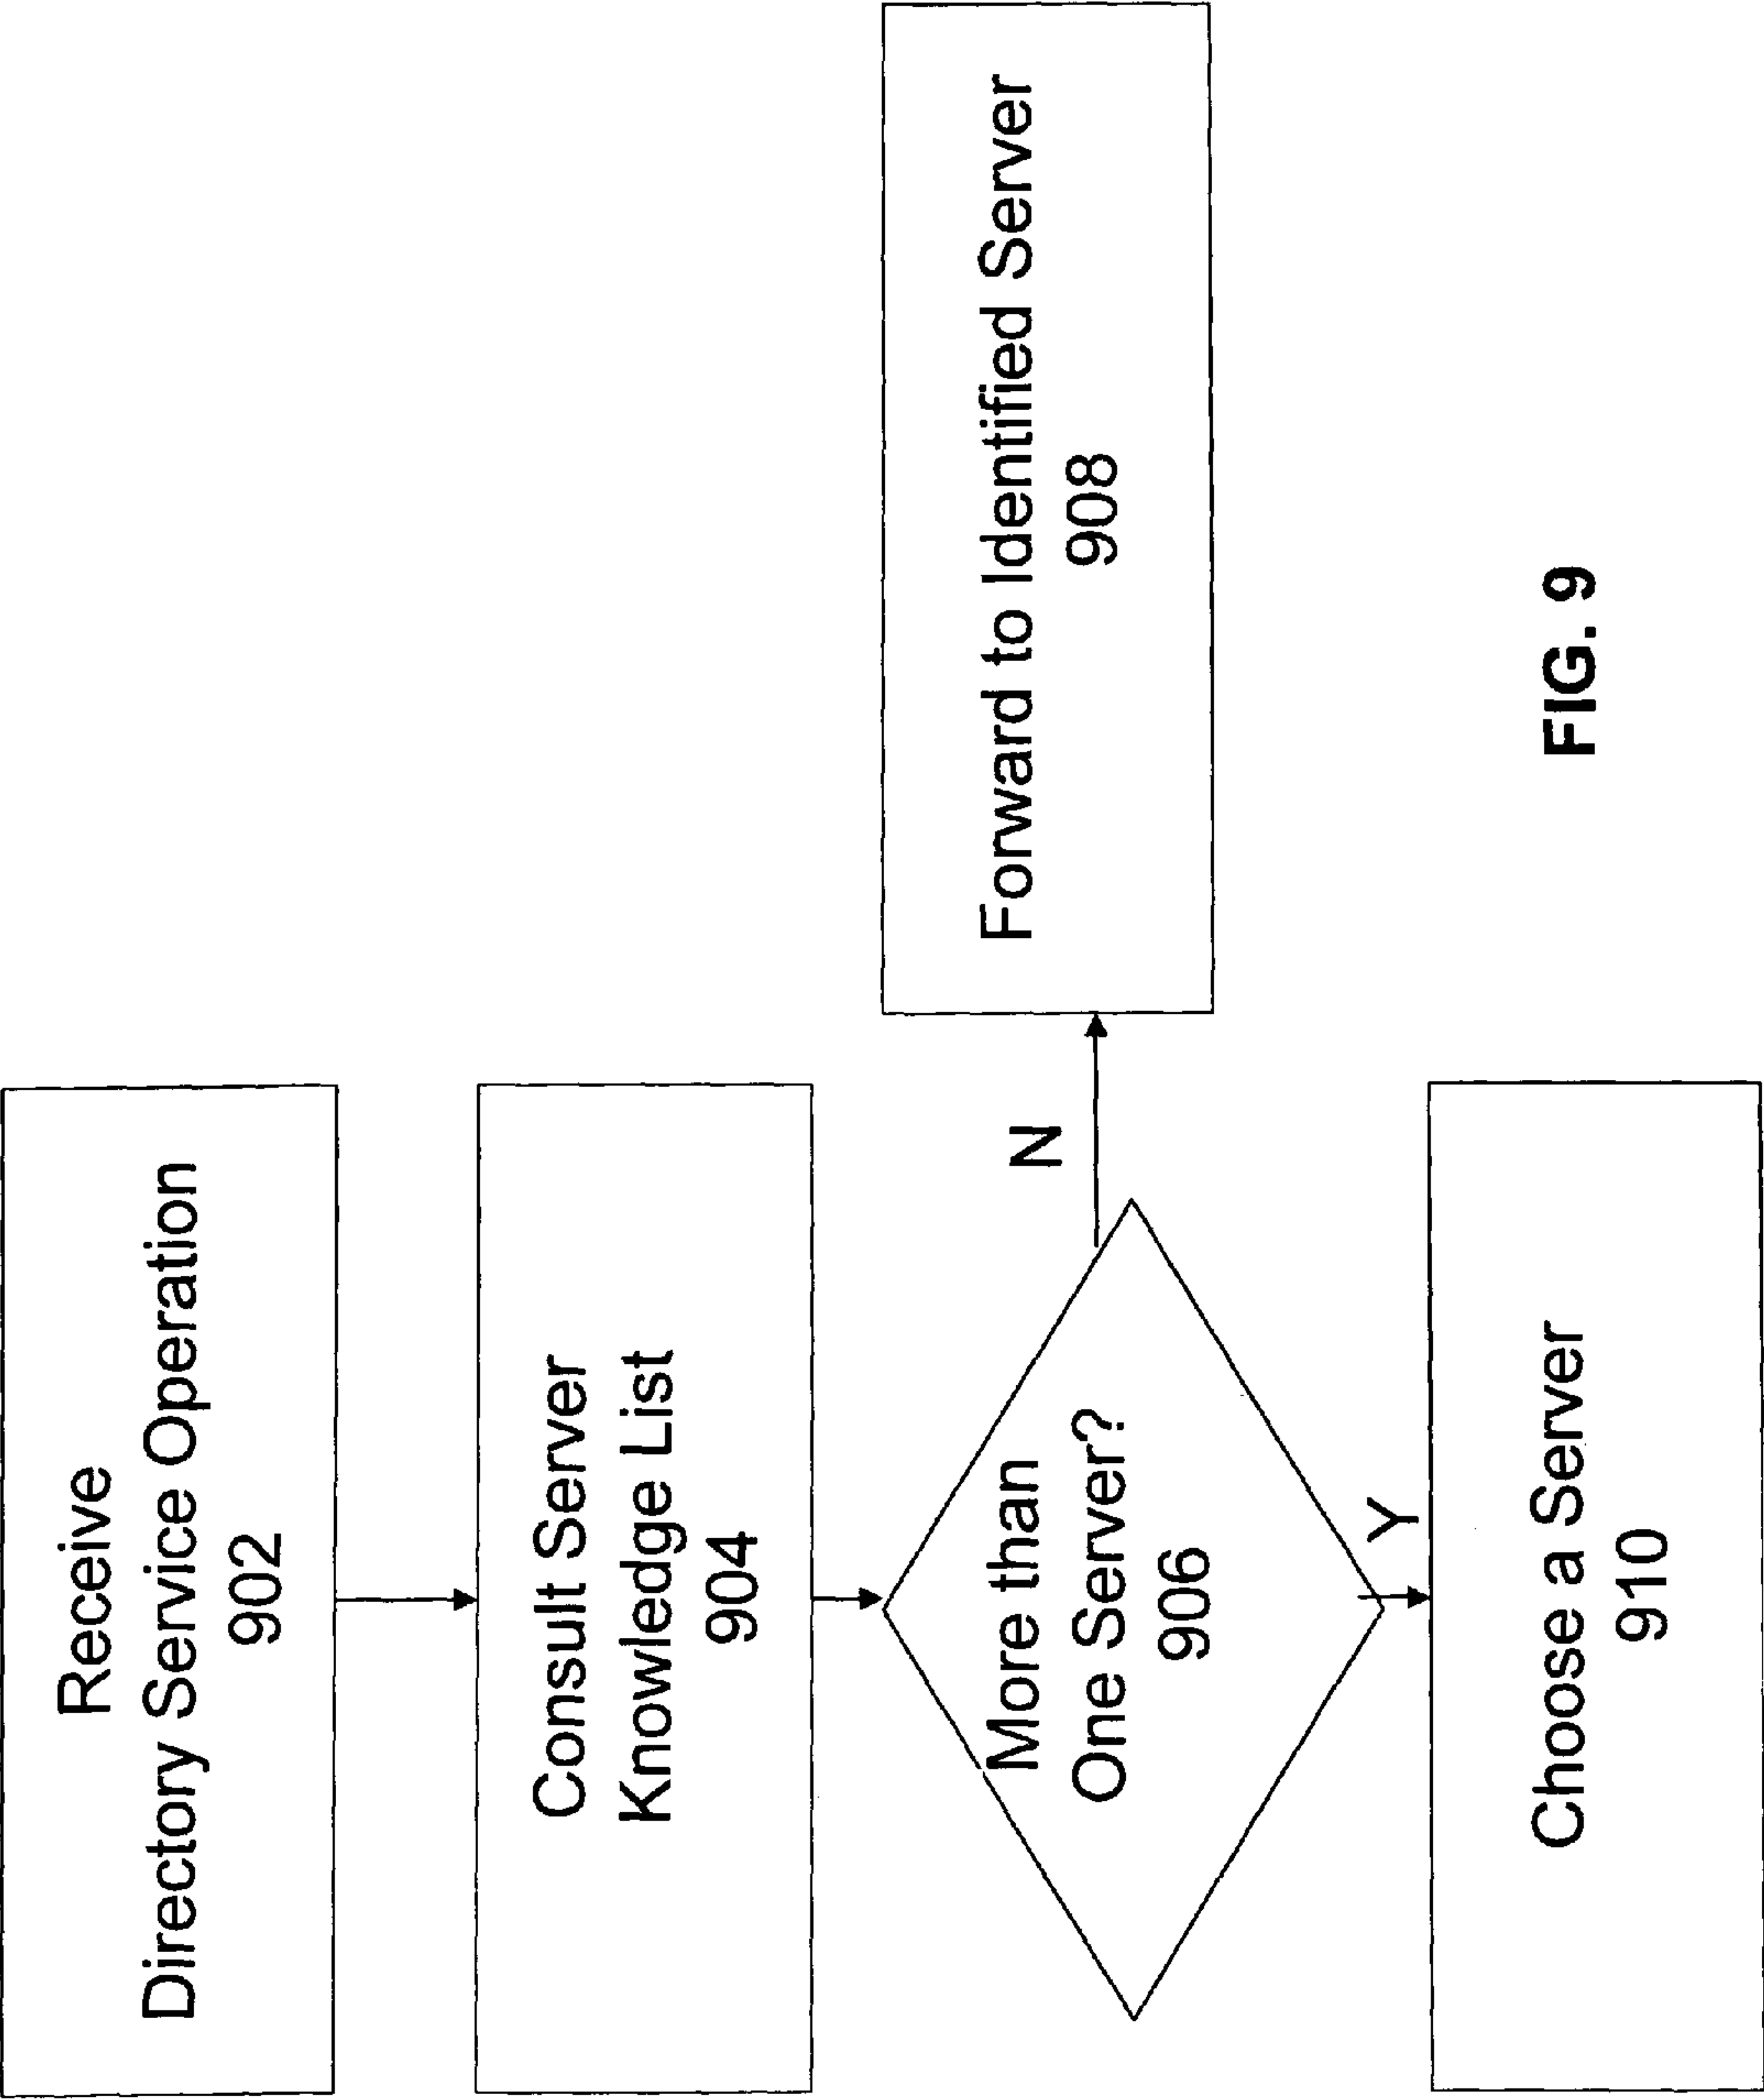 Receive
Directory Service Operation
902
Consult Server
Knowledge List
904
More than
One Server?
906
N
Forward to Identified Server
908
Y
Choose a Server
910
FIG. 9